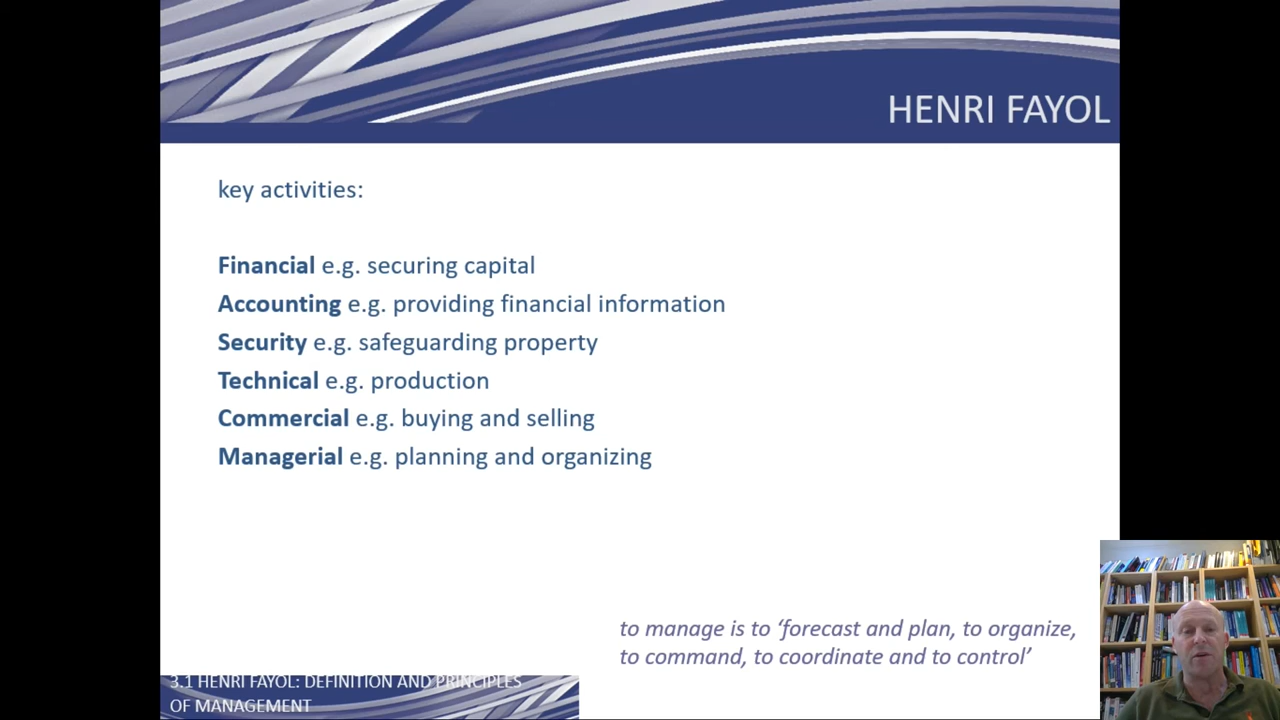 HENRI FAYOL
key activities:
Financial e.g. securing capital
Accounting e.g. providing financial information
Security e.g. safeguarding property
Technical e.g. production
Commercial e.g. buying and selling
Managerial e.g. planning and organizing
to manage is to ‘forecast and plan, to organize,
to command, to coordinate and to control’
3.1 HENRI FAYOL: DEFINITION AND PRINCIPLES
OF MANAGEMENT